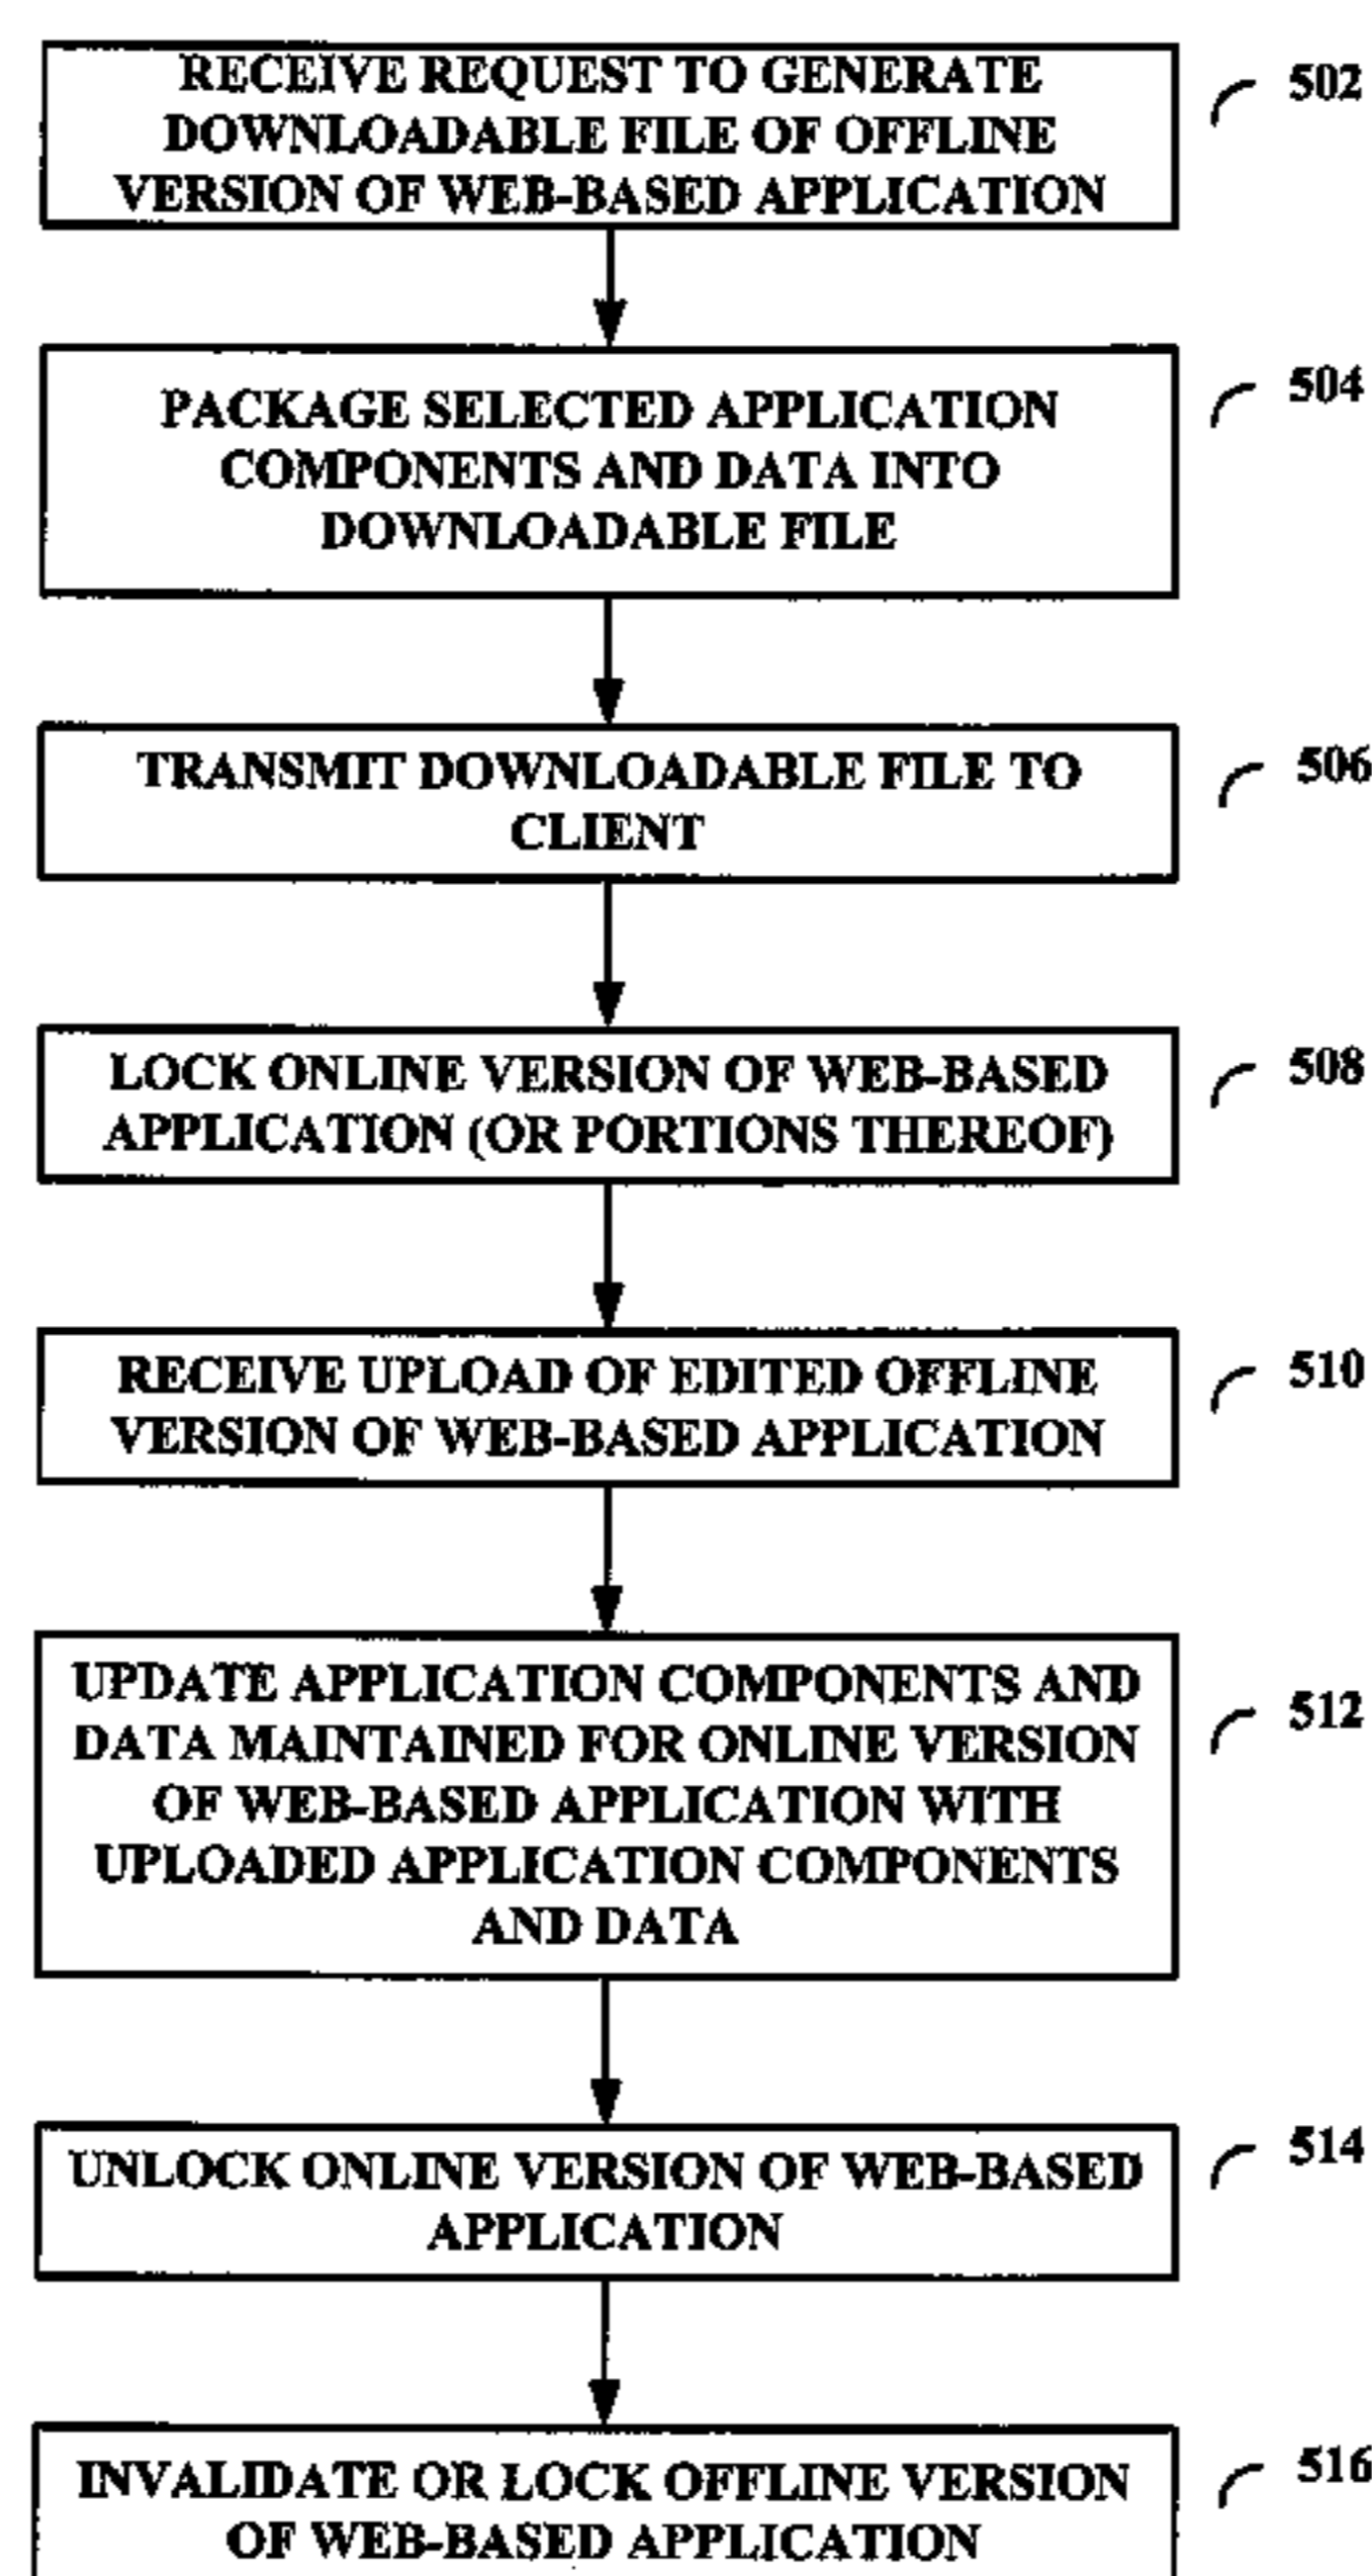 RECEIVE REQUEST TO GENERATE
DOWNLOADABLE FILE OF OFFLINE
VERSION OF WEB-BASED APPLICATION
502
PACKAGE SELECTED APPLICATION
COMPONENTS AND DATA INTO
DOWNLOADABLE FILE
504
TRANSMIT DOWNLOADABLE FILE TO
CLIENT
506
LOCK ONLINE VERSION OF WEB-BASED
APPLICATION (OR PORTIONS THEREOF)
508
RECEIVE UPLOAD OF EDITED OFFLINE
VERSION OF WEB-BASED APPLICATION
510
UPDATE APPLICATION COMPONENTS AND
DATA MAINTAINED FOR ONLINE VERSION
OF WEB-BASED APPLICATION WITH
UPLOADED APPLICATION COMPONENTS
AND DATA
512
UNLOCK ONLINE VERSION OF WEB-BASED
APPLICATION
514
INVALIDATE OR LOCK OFFLINE VERSION
OF WEB-BASED APPLICATION
516